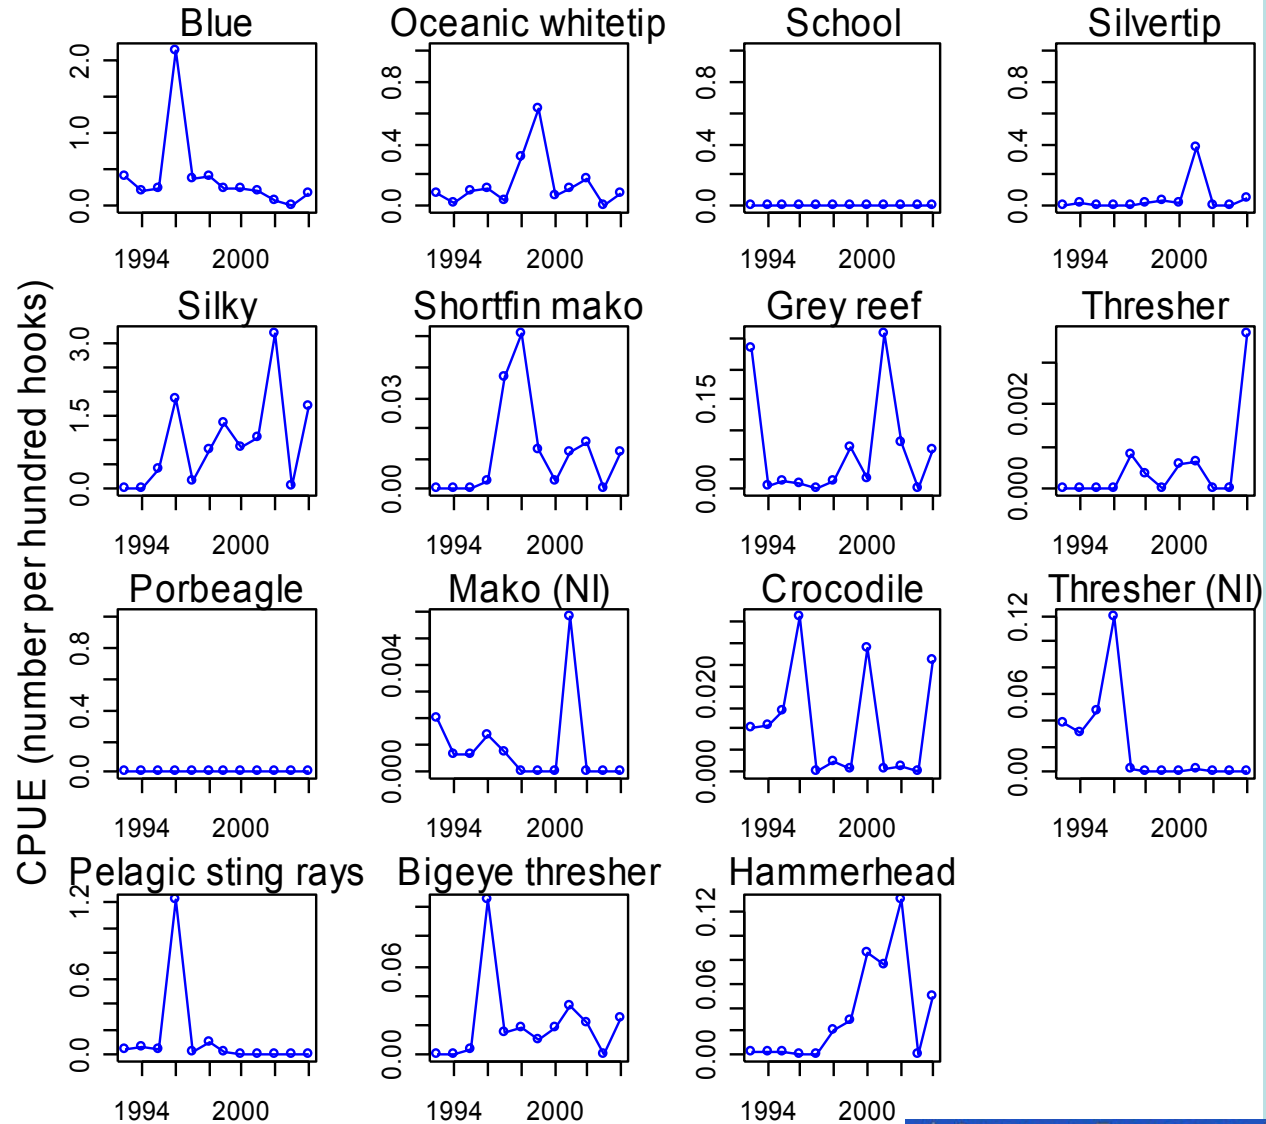 Blue Oceanic whitetip School Silvertip
0.0 1.0 2.0
0.0 0.4 0.8
0.0 0.4 0.8
0.0 0.4 0.8
1994 2000 1994 2000 1994 2000 1994 2000
Silky Shortfin mako Grey reef Thresher
0.0 1.5 3.0
0.00 0.03
0.00 0.15
0.000 0.002
1994 2000 1994 2000 1994 2000 1994 2000
CPUE (number per hundred hooks)
Porbeagle Mako (NI) Crocodile Thresher (NI)
0.0 0.4 0.8
0.000 0.004
0.000 0.020
0.00 0.06 0.12
1994 2000 1994 2000 1994 2000 1994 2000
Pelagic sting rays Bigeye thresher Hammerhead
0.0 0.6 1.2
0.00 0.06
0.00 0.06 0.12
1994 2000 1994 2000 1994 2000